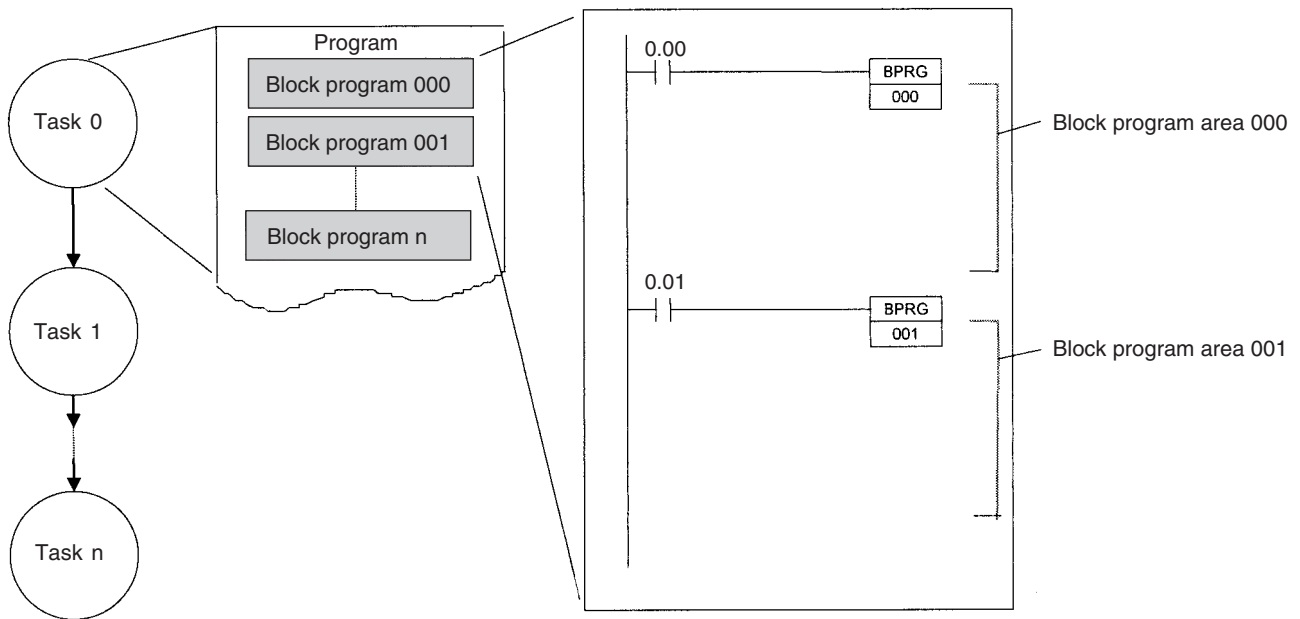 Task 0
Task 1
Task n
Program
Block program 000
Block program 001
Block program n
0.00
BPRG
000
Block program area 000
0.01
BPRG
001
Block program area 001